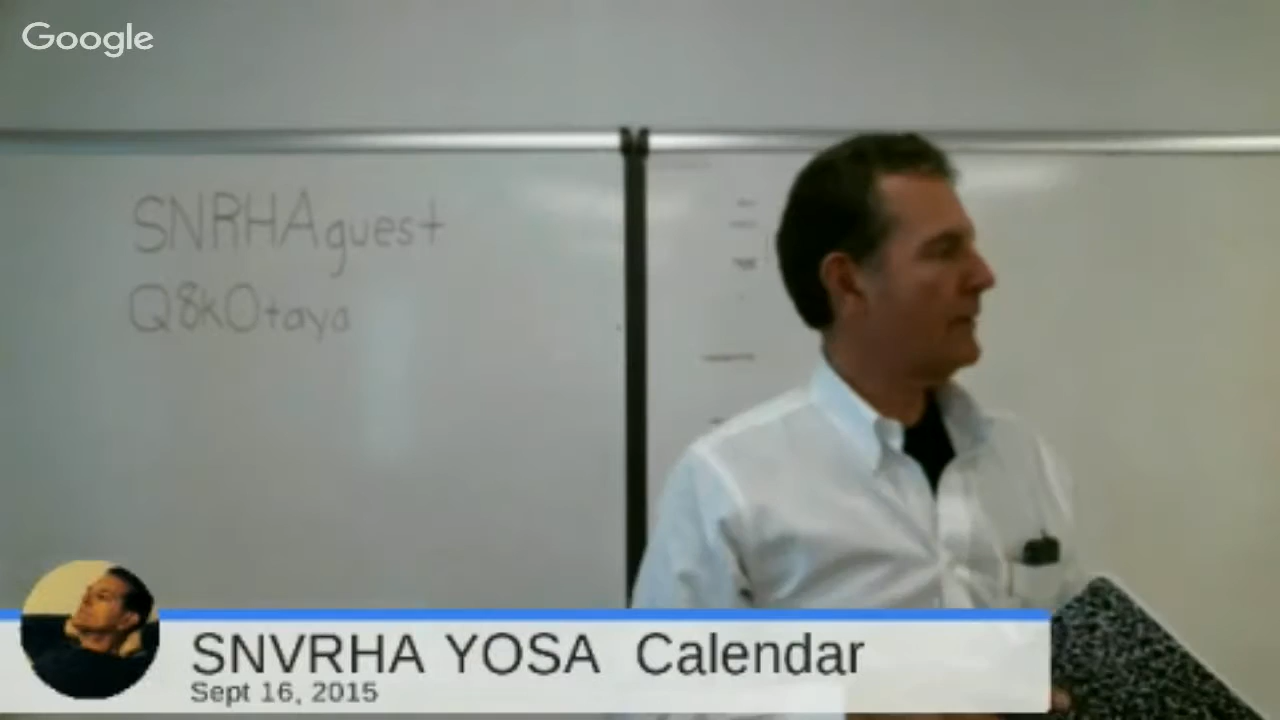 Google
SNRHAguest
Q8kOtaya
SNVRHA YOSA Calendar
Sept 16, 2015